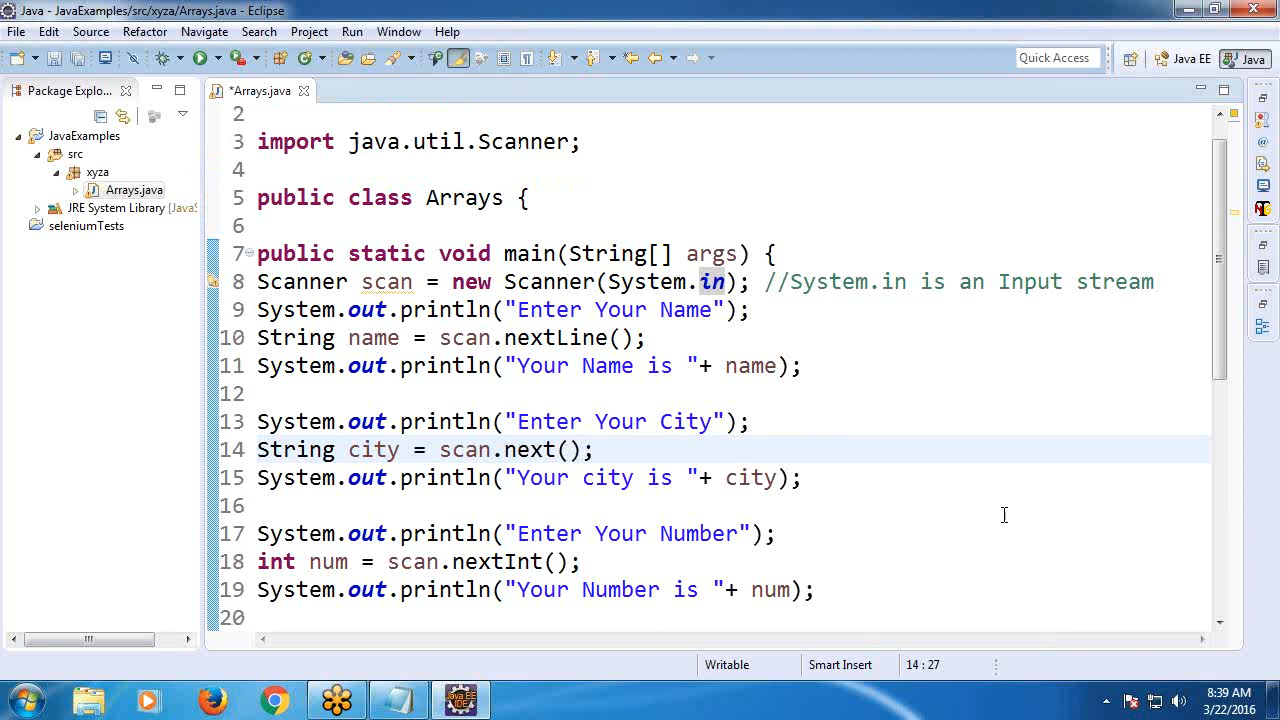 Java - JavaExamples/src/xyza/Arrays.java - Eclipse
File Edit Source Refactor Navigate Search Project Run Window Help
Quick Access
Java EE
Java
Package Explo...
*Arrays.java
JavaExamples
src
xyza
Arrays.java
JRE System Library [JavaS
seleniumTests
2
3 import java.util.Scanner;
4
5 public class Arrays {
6
7 public static void main(String[] args) {
8 Scanner scan = new Scanner(System.in); //System.in is an Input stream
9 System.out.println("Enter Your Name");
10 String name = scan.nextLine();
11 System.out.println("Your Name is "+ name);
12
13 System.out.println("Enter Your City");
14 String city = scan.next();
15 System.out.println("Your city is "+ city);
16
17 System.out.println("Enter Your Number");
18 int num = scan.nextInt();
19 System.out.println("Your Number is "+ num);
20
Writable Smart Insert 14 : 27
Java EE
IDE
8:39 AM
3/22/2016